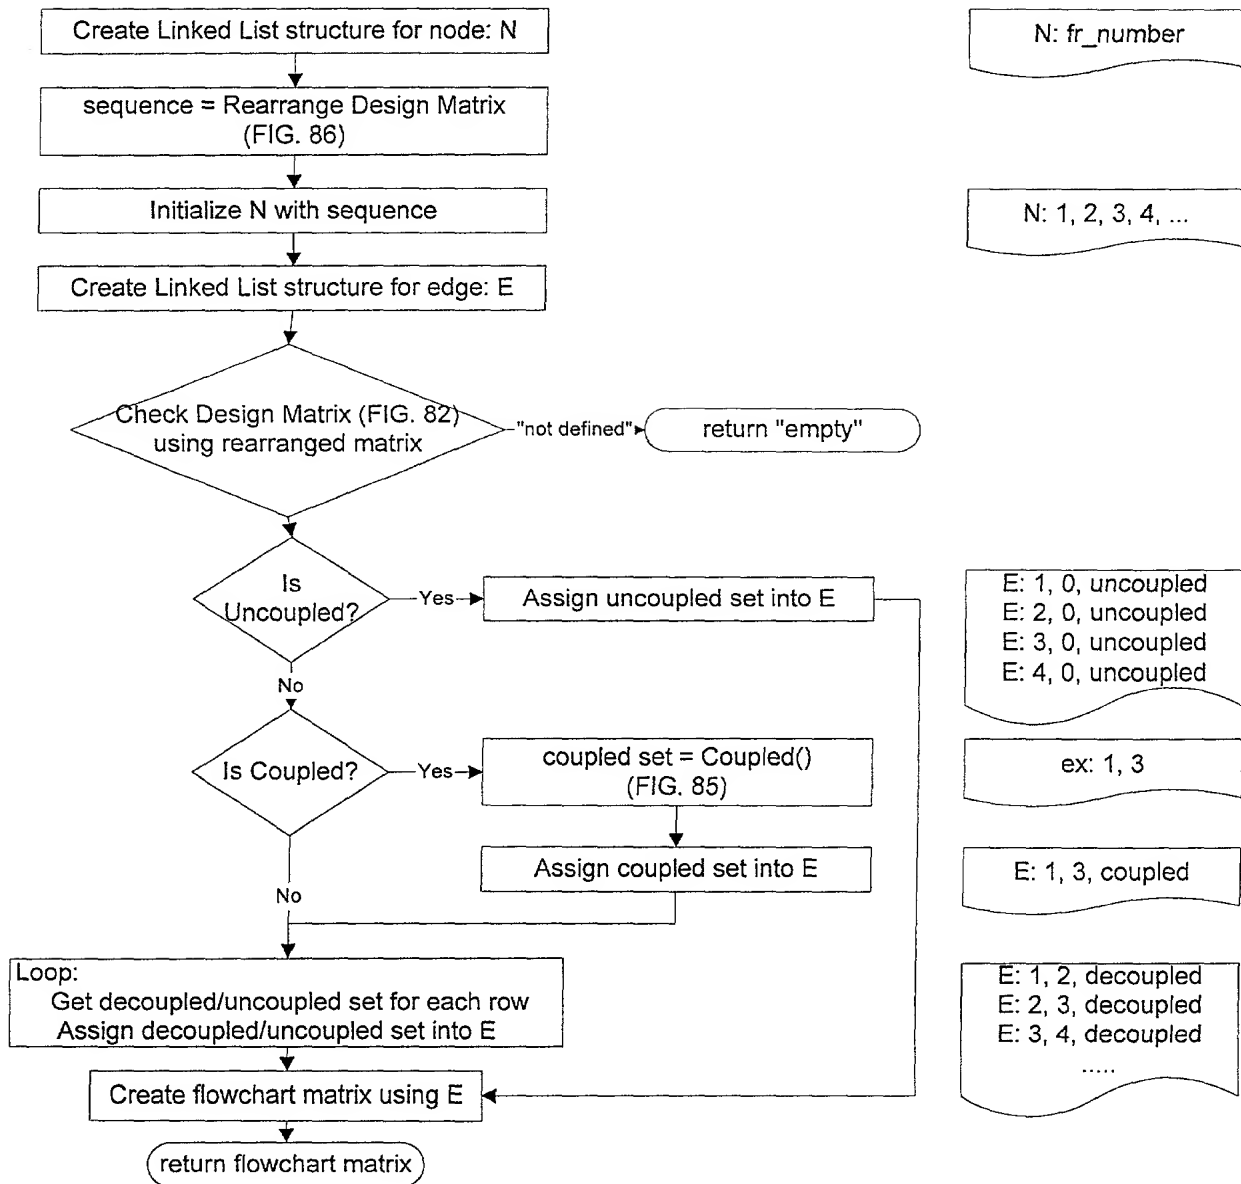 Create Linked List structure for node: N
N: fr_number
sequence = Rearrange Design Matrix
(FIG. 86)
Initialize N with sequence
N: 1, 2, 3, 4, ...
Create Linked List structure for edge: E
Check Design Matrix (FIG. 82)
using rearranged matrix
"not defined"
return "empty"
Is
Uncoupled?
Yes
Assign uncoupled set into E
E: 1, 0, uncoupled
E: 2, 0, uncoupled
E: 3, 0, uncoupled
E: 4, 0, uncoupled
No
Is Coupled?
Yes
coupled set = Coupled()
(FIG. 85)
ex: 1, 3
Assign coupled set into E
E: 1, 3, coupled
No
Loop:
Get decoupled/uncoupled set for each row
Assign decoupled/uncoupled set into E
E: 1, 2, decoupled
E: 2, 3, decoupled
E: 3, 4, decoupled
.....
Create flowchart matrix using E
return flowchart matrix